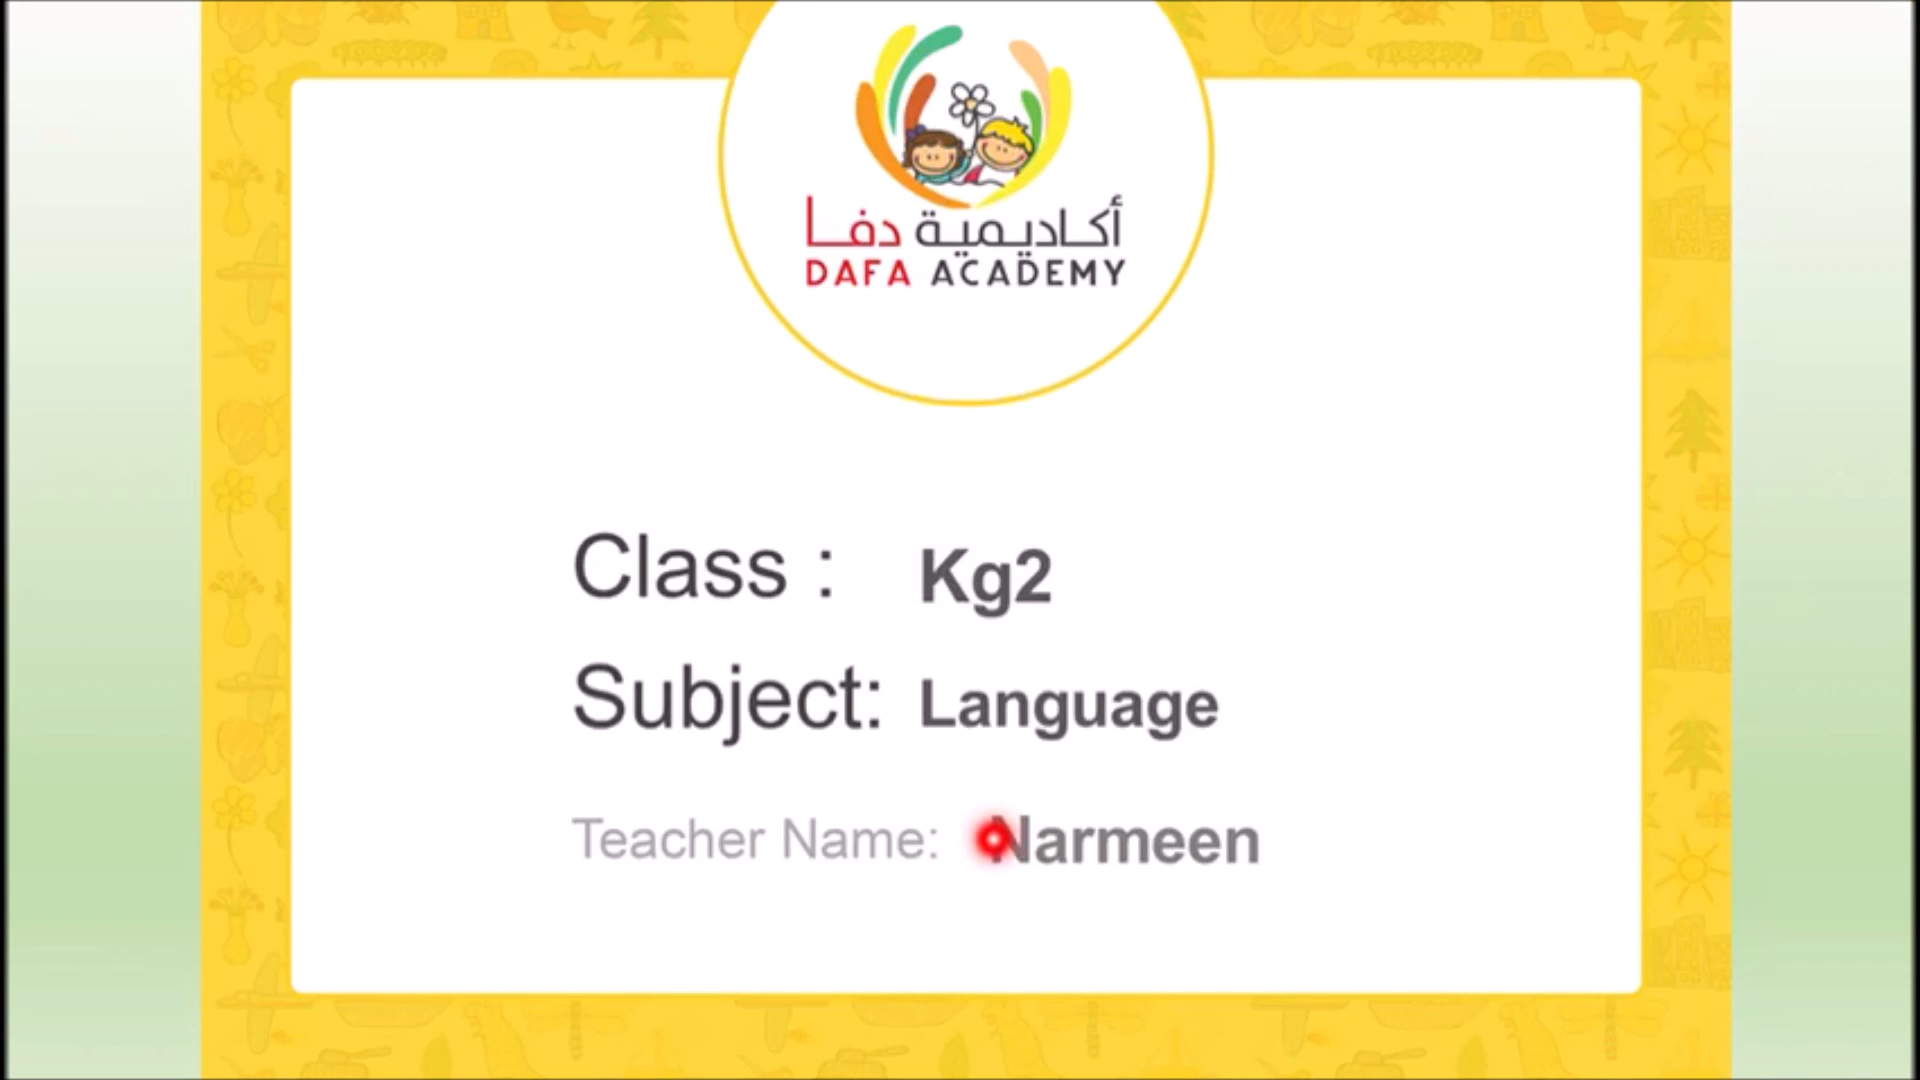 أكاديمية دفا
DAFA ACADEMY
Class : Kg2
Subject: Language
Teacher Name: Narmeen